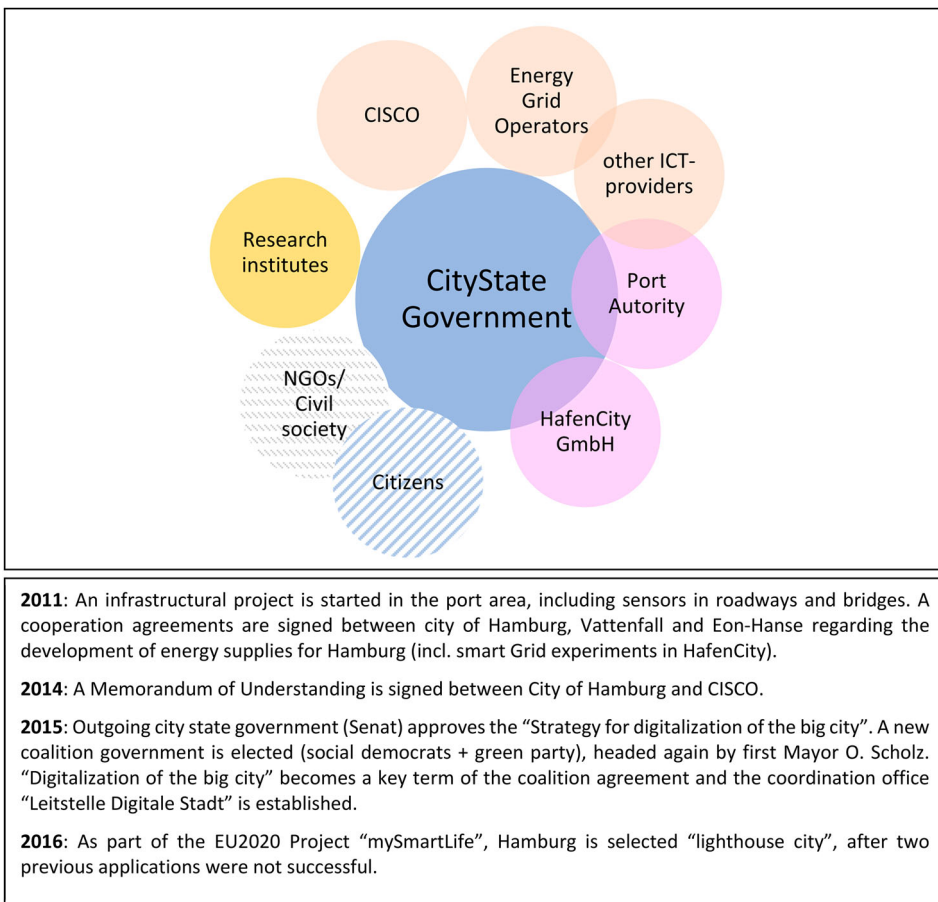 CISCO
Energy
Grid
Operators
other ICT-
providers
Research
institutes
CityState
Government
Port
Autority
NGOs/
Civil
society
HafenCity
GmbH
Citizens
2011: An infrastructural project is started in the port area, including sensors in roadways and bridges. A
cooperation agreements are signed between city of Hamburg, Vattenfall and Eon-Hanse regarding the
development of energy supplies for Hamburg (incl. smart Grid experiments in HafenCity).
2014: A Memorandum of Understanding is signed between City of Hamburg and CISCO.
2015: Outgoing city state government (Senat) approves the “Strategy for digitalization of the big city”. A new
coalition government is elected (social democrats + green party), headed again by first Mayor O. Scholz.
“Digitalization of the big city” becomes a key term of the coalition agreement and the coordination office
“Leitstelle Digitale Stadt” is established.
2016: As part of the EU2020 Project “mySmartLife”, Hamburg is selected “lighthouse city”, after two
previous applications were not successful.